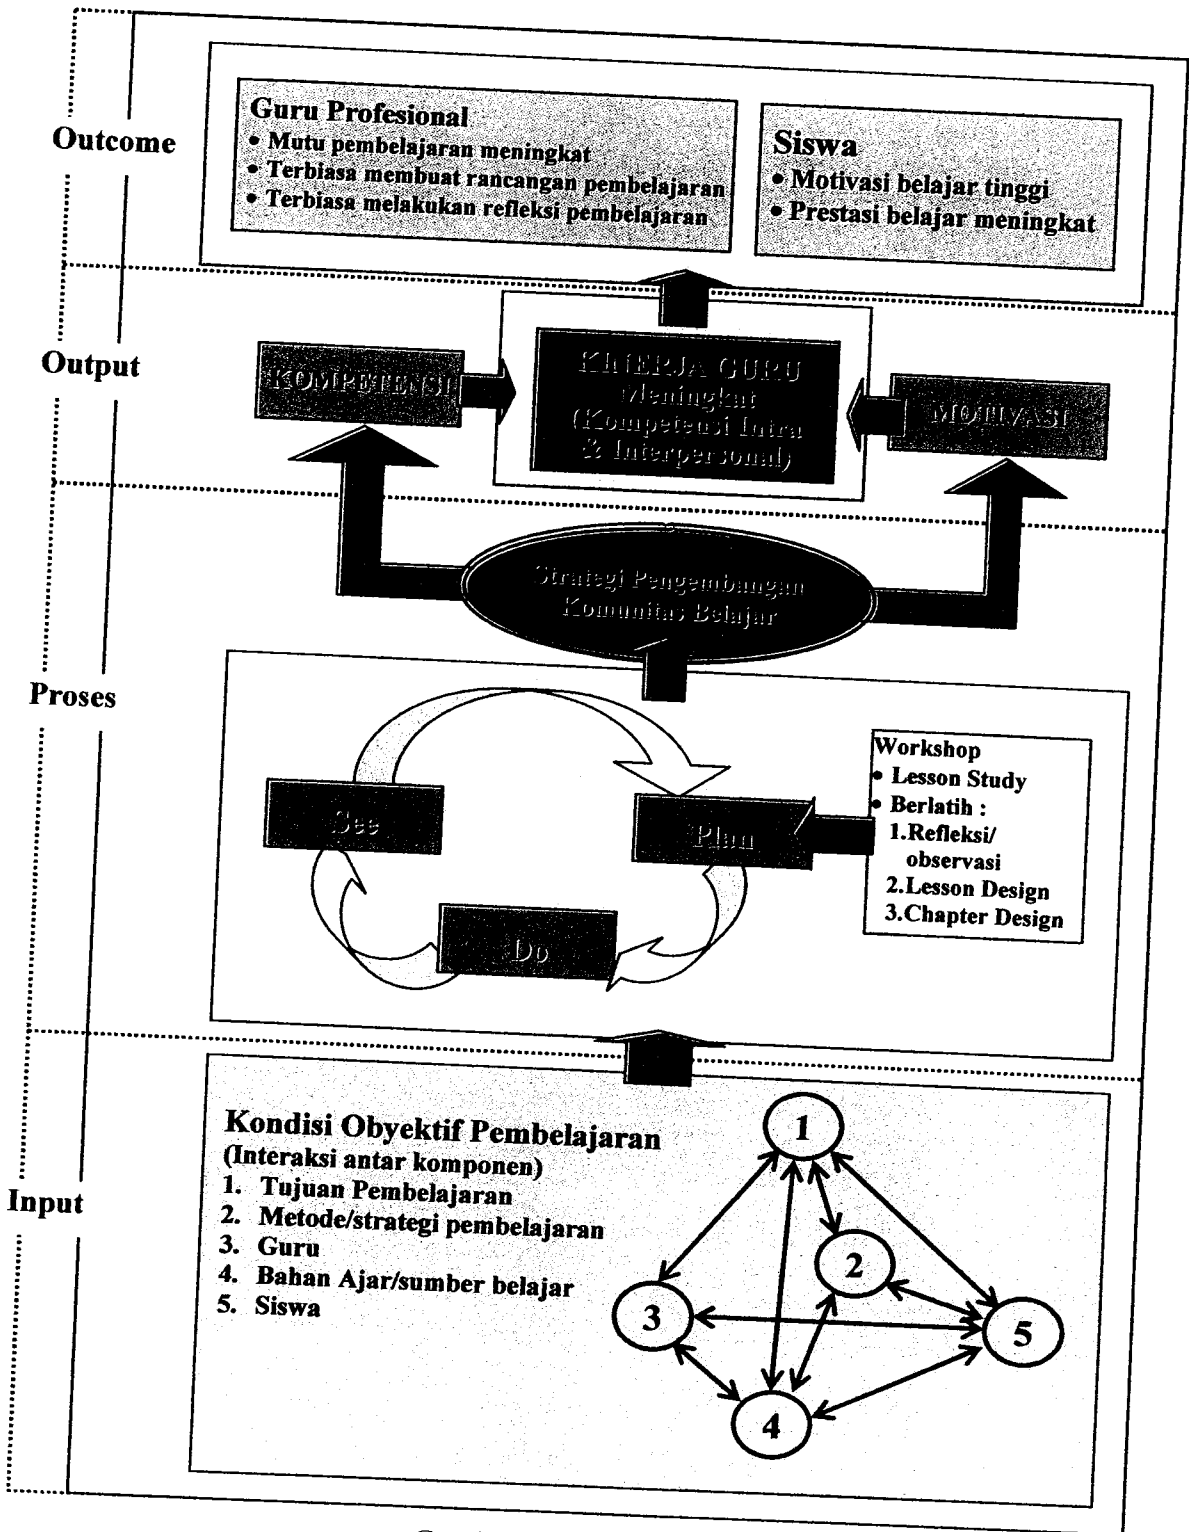 Outcome
Guru Profesional
• Mutu pembelajaran meningkat
• Terbiasa membuat rancangan pembelajaran
• Terbiasa melakukan refleksi pembelajaran
Siswa
• Motivasi belajar tinggi
• Prestasi belajar meningkat
Output
KOMPETENSI
KINERJA GURU
Meningkat
(Kompetensi Intra
& Interpersonal)
MOTIVASI
Proses
Strategi Pengembangan
Komunitas Belajar
See
Plan
Do
Workshop
• Lesson Study
• Berlatih :
1.Refleksi/
observasi
2.Lesson Design
3.Chapter Design
Input
Kondisi Obyektif Pembelajaran
(Interaksi antar komponen)
1. Tujuan Pembelajaran
2. Metode/strategi pembelajaran
3. Guru
4. Bahan Ajar/sumber belajar
5. Siswa
1
2
3
5
4